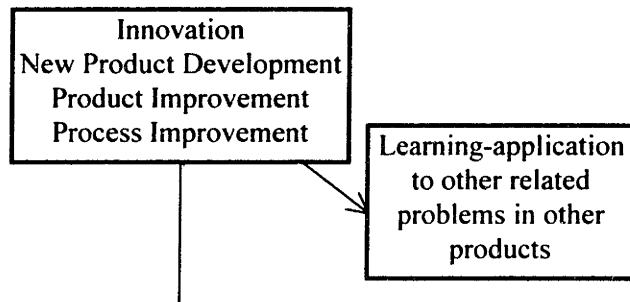 Innovation
New Product Development
Product Improvement
Process Improvement
Learning-application
to other related
problems in other
products